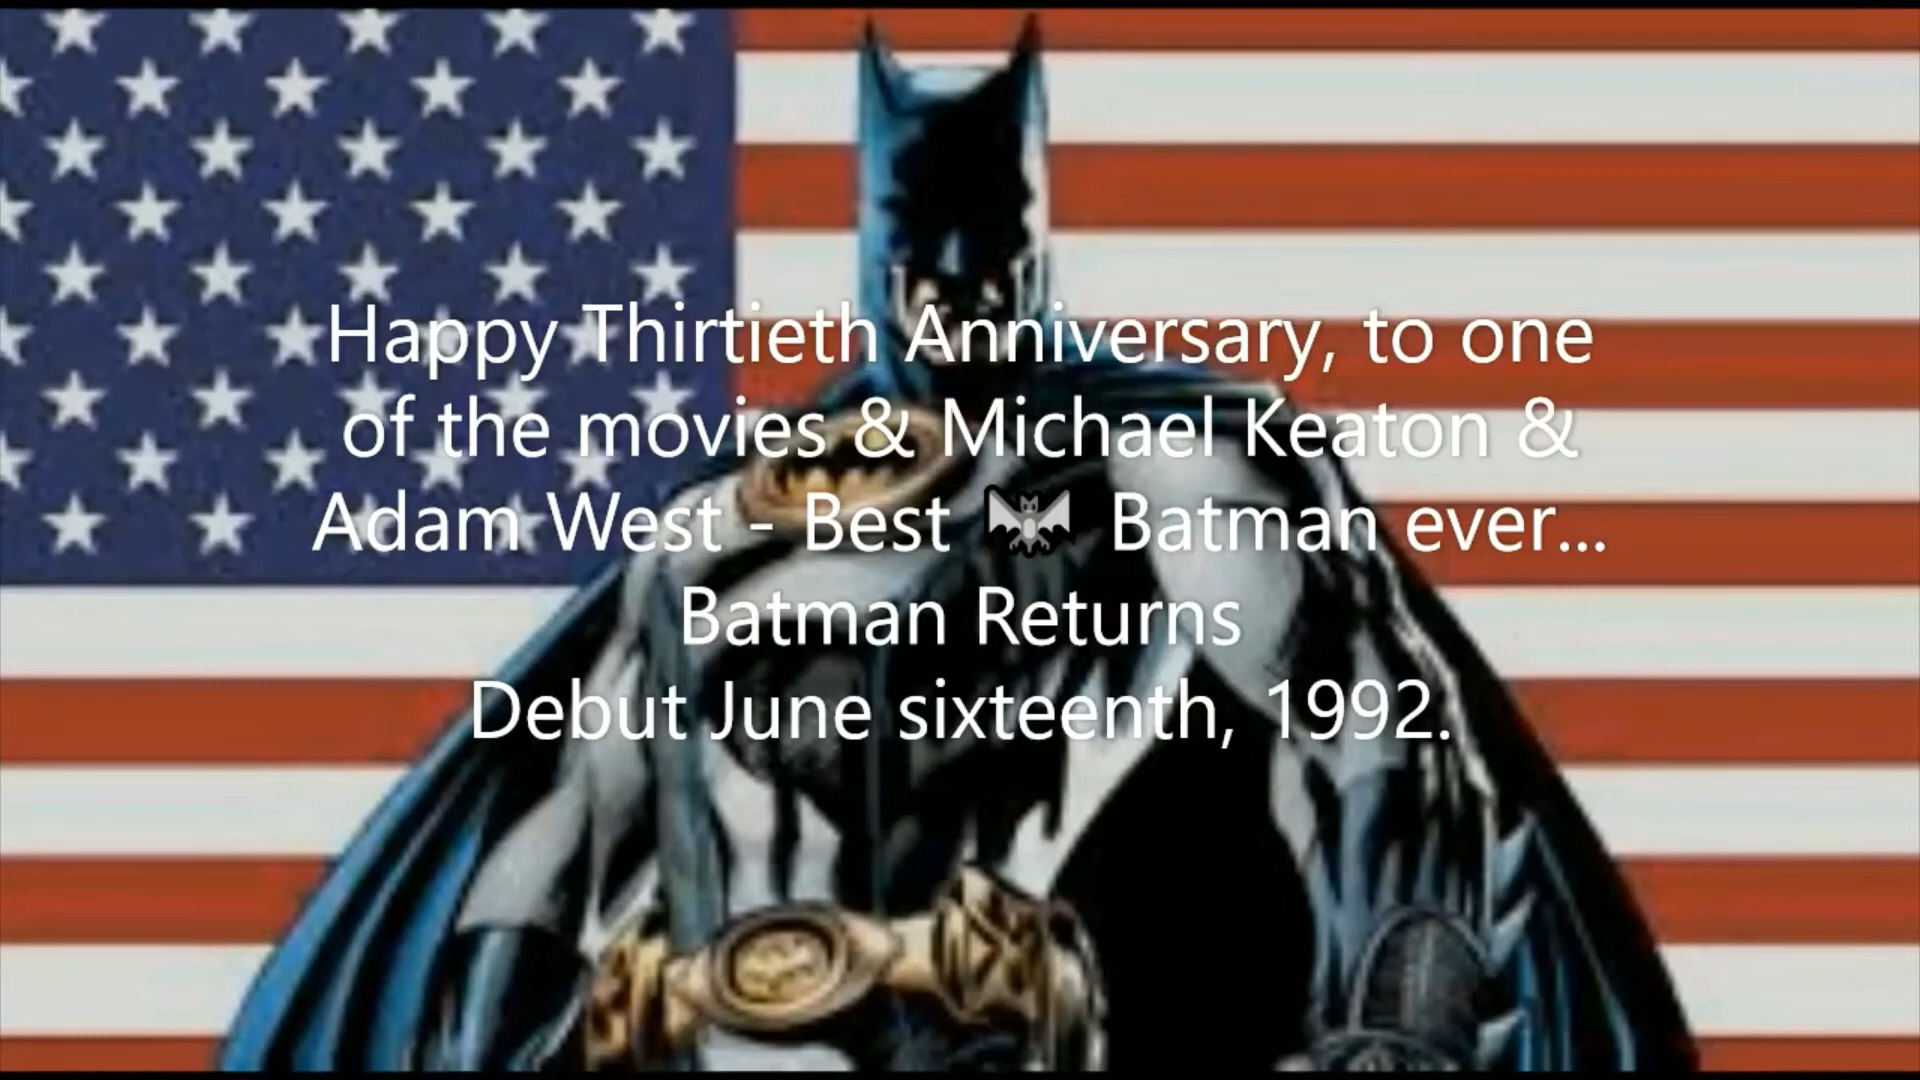 Happy Thirtieth Anniversary, to one
of the movies & Michael Keaton &
Adam West - Best 🦇 Batman ever...
Batman Returns
Debut June sixteenth, 1992.